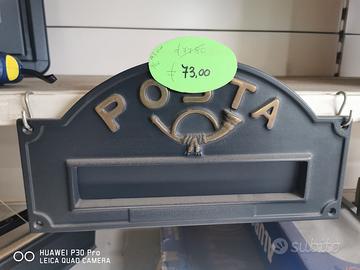 € 73,00
POSTA
subito
HUAWEI P30 Pro
LEICA QUAD CAMERA